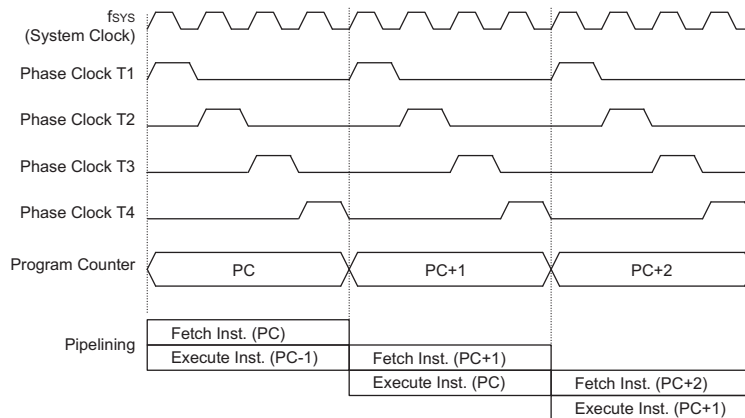 fSYS
(System Clock)
Phase Clock T1
Phase Clock T2
Phase Clock T3
Phase Clock T4
Program Counter
PC
PC+1
PC+2
Pipelining
Fetch Inst. (PC)
Execute Inst. (PC-1)
Fetch Inst. (PC+1)
Execute Inst. (PC)
Fetch Inst. (PC+2)
Execute Inst. (PC+1)